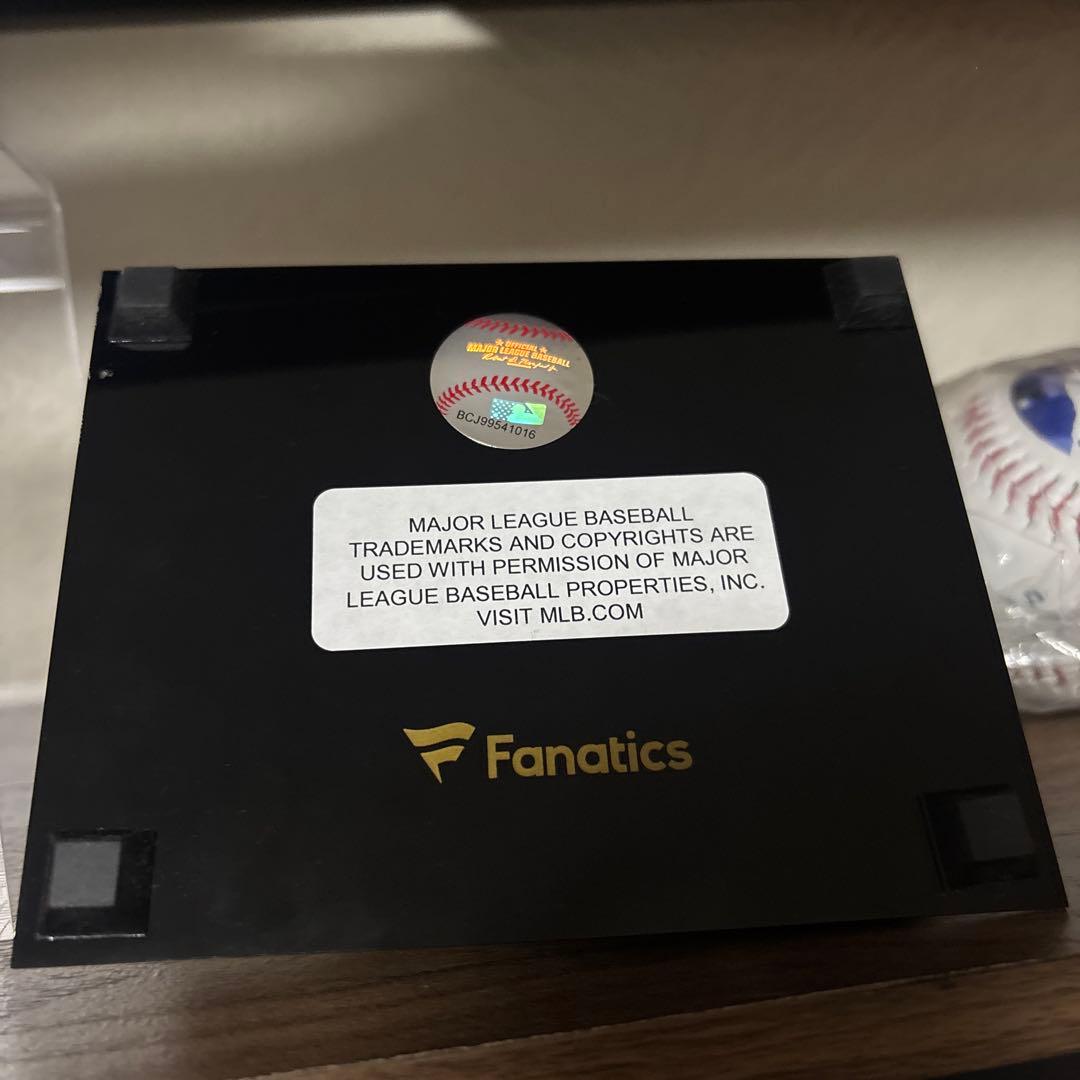 OFFICIAL
MAJOR LEAGUE BASEBALL
BCJ99541016
MAJOR LEAGUE BASEBALL
TRADEMARKS AND COPYRIGHTS ARE
USED WITH PERMISSION OF MAJOR
LEAGUE BASEBALL PROPERTIES, INC.
VISIT MLB.COM
Fanatics